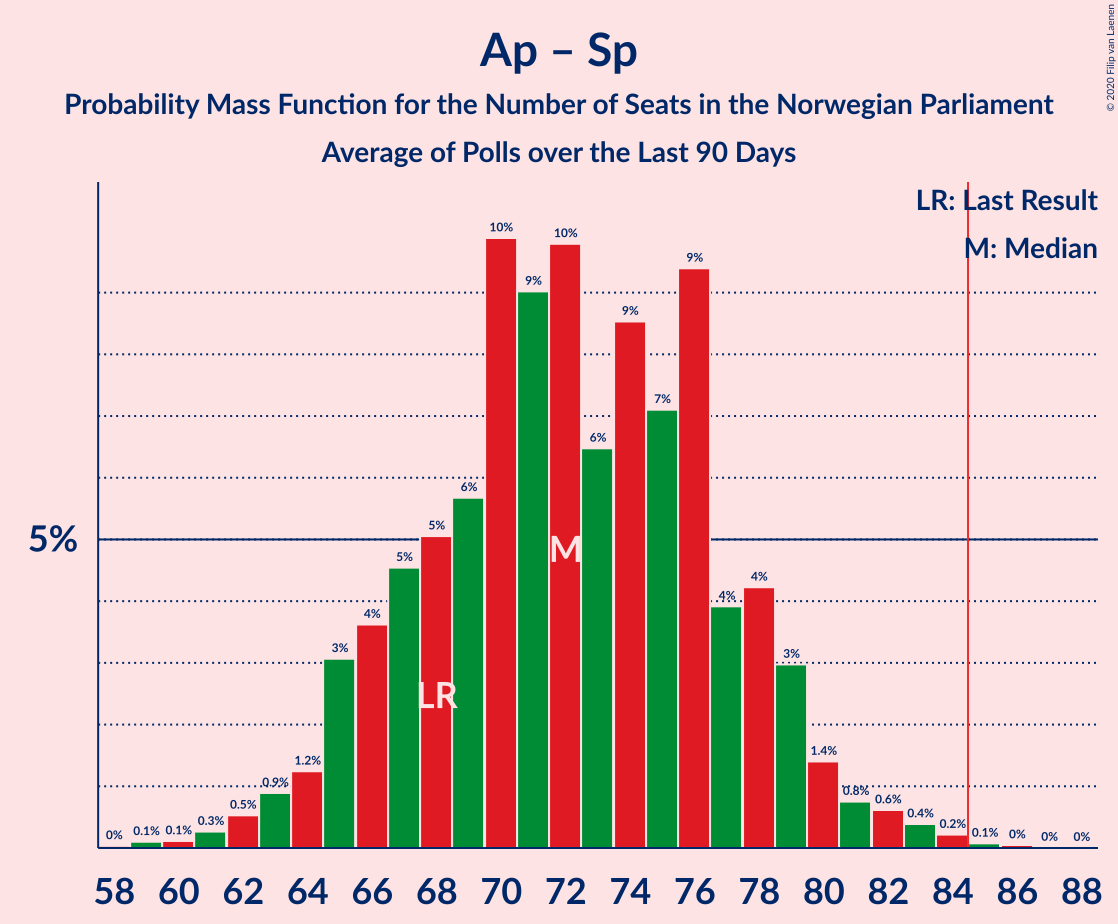 Ap – Sp
Probability Mass Function for the Number of Seats in the Norwegian Parliament
Average of Polls over the Last 90 Days
© 2020 Filip van Laenen
LR: Last Result
M: Median
5%
0% 0.1% 0.1% 0.3% 0.5% 0.9% 1.2% 3% 4% 5% 5% 6% 10% 9% 10% 6% 9% 7% 9% 4% 4% 3% 1.4% 0.8% 0.6% 0.4% 0.2% 0.1% 0% 0% 0%
LR M
58 60 62 64 66 68 70 72 74 76 78 80 82 84 86 88